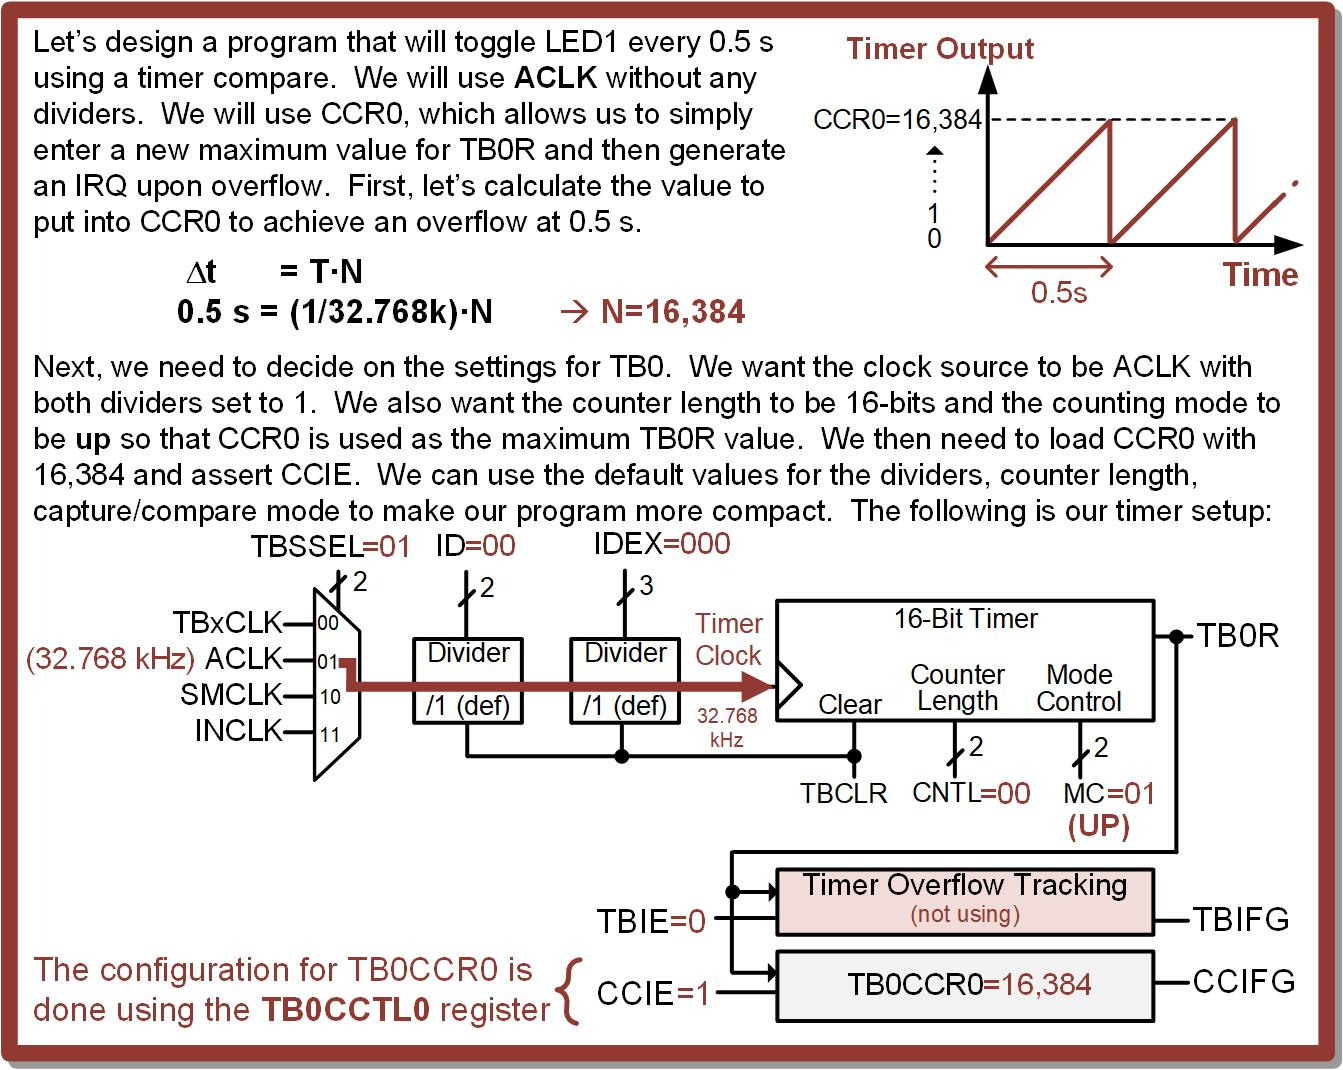 Let's design a program that will toggle LED1 every 0.5 s
using a timer compare. We will use ACLK without any
dividers. We will use CCR0, which allows us to simply
enter a new maximum value for TB0R and then generate
an IRQ upon overflow. First, let's calculate the value to
put into CCR0 to achieve an overflow at 0.5 s.
Δt = T·N
0.5 s = (1/32.768k)·N → N=16,384
Timer Output
CCR0=16,384
1
0
0.5s
Time
Next, we need to decide on the settings for TB0. We want the clock source to be ACLK with
both dividers set to 1. We also want the counter length to be 16-bits and the counting mode to
be up so that CCR0 is used as the maximum TB0R value. We then need to load CCR0 with
16,384 and assert CCIE. We can use the default values for the dividers, counter length,
capture/compare mode to make our program more compact. The following is our timer setup:
TBSSEL=01 ID=00 IDEX=000
2 2 3
TBxCLK 00
(32.768 kHz) ACLK 01
SMCLK 10
INCLK 11
Divider
/1 (def)
Divider
/1 (def)
Timer
Clock
32.768
kHz
16-Bit Timer
TB0R
Clear
Counter
Length
Mode
Control
2 2
TBCLR CNTL=00 MC=01
(UP)
Timer Overflow Tracking
(not using)
TBIE=0 TBIFG
The configuration for TB0CCR0 is
done using the TB0CCTL0 register
CCIE=1 TB0CCR0=16,384 CCIFG